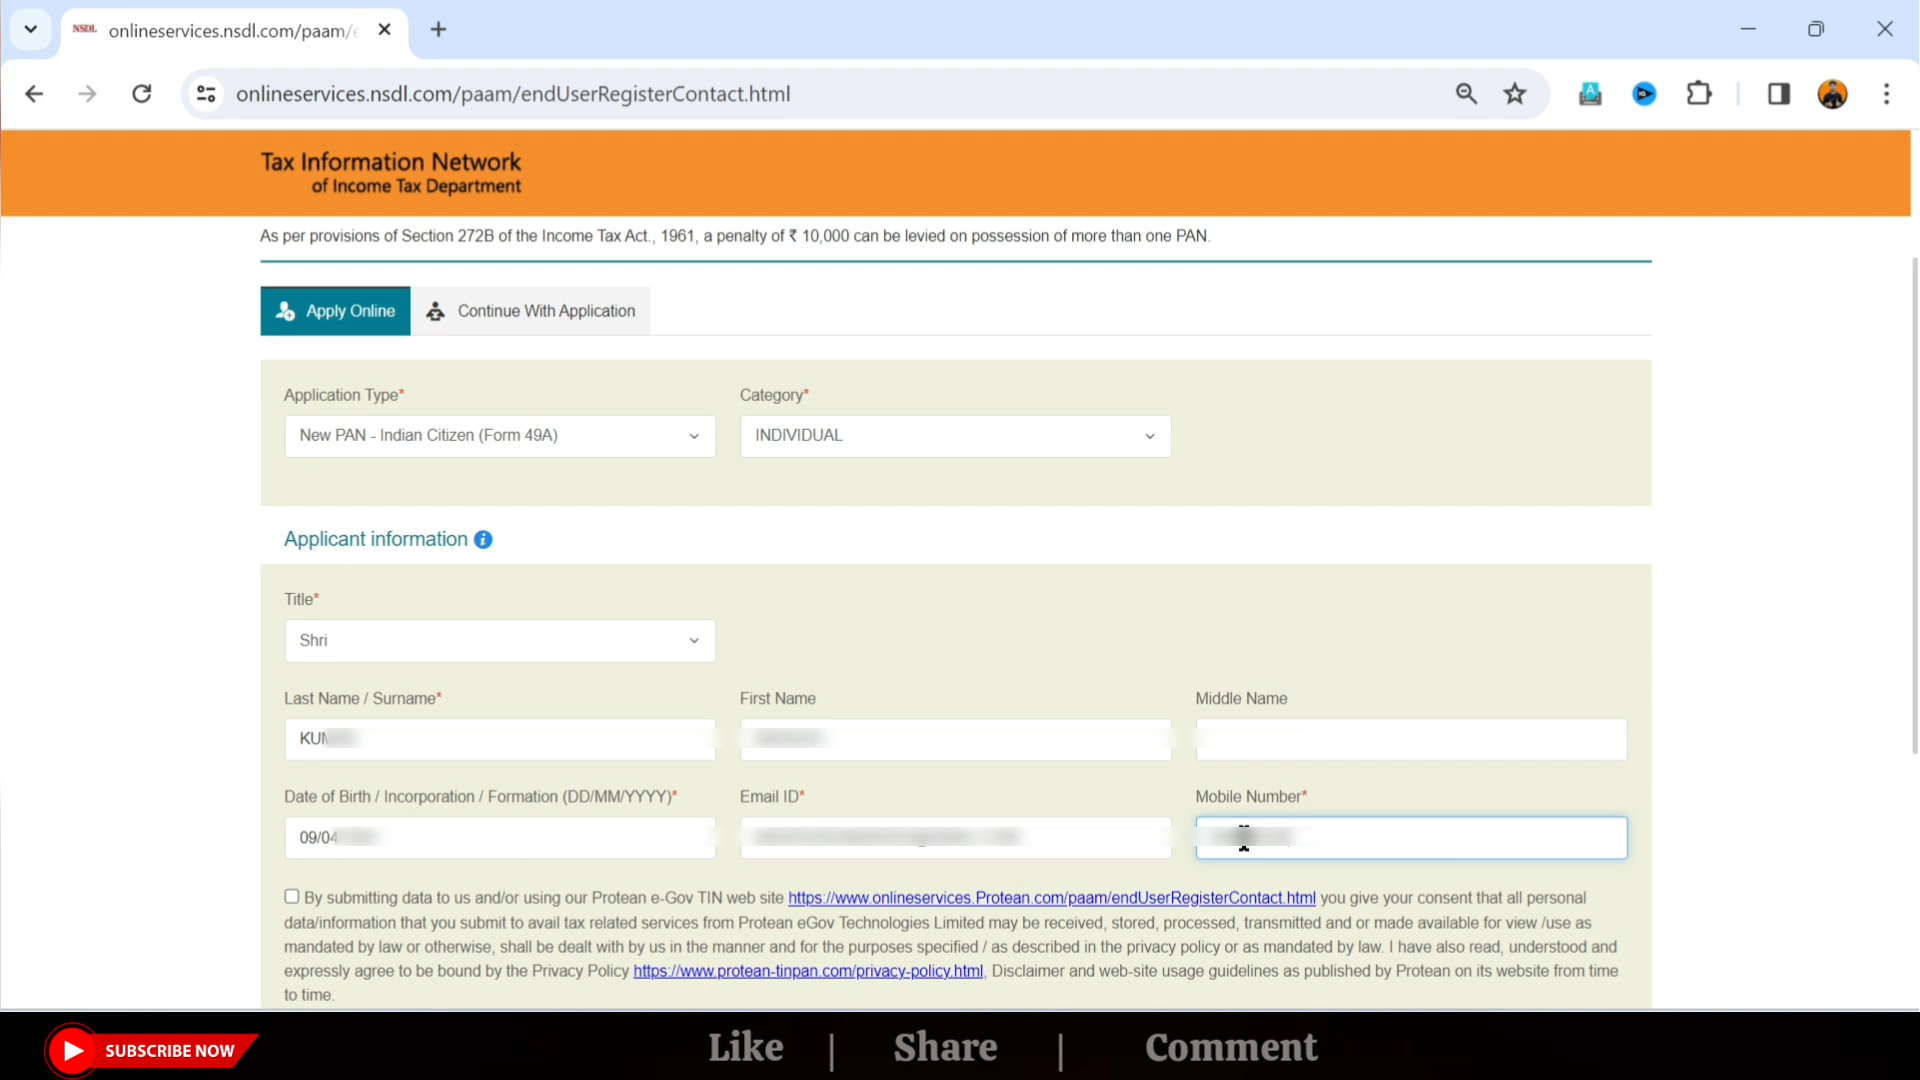 NSDL onlineservices.nsdl.com/paam/e
onlineservices.nsdl.com/paam/endUserRegisterContact.html
Tax Information Network
of Income Tax Department
As per provisions of Section 272B of the Income Tax Act., 1961, a penalty of ₹ 10,000 can be levied on possession of more than one PAN.
Apply Online Continue With Application
Application Type* Category*
New PAN - Indian Citizen (Form 49A) INDIVIDUAL
Applicant information
Title*
Shri
Last Name / Surname* First Name Middle Name
Date of Birth / Incorporation / Formation (DD/MM/YYYY)* Email ID* Mobile Number*
09/04
By submitting data to us and/or using our Protean e-Gov TIN web site https://www.onlineservices.Protean.com/paam/endUserRegisterContact.html you give your consent that all personal
data/information that you submit to avail tax related services from Protean eGov Technologies Limited may be received, stored, processed, transmitted and or made available for view /use as
mandated by law or otherwise, shall be dealt with by us in the manner and for the purposes specified / as described in the privacy policy or as mandated by law. I have also read, understood and
expressly agree to be bound by the Privacy Policy https://www.protean-tinpan.com/privacy-policy.html, Disclaimer and web-site usage guidelines as published by Protean on its website from time
to time.
SUBSCRIBE NOW Like | Share | Comment